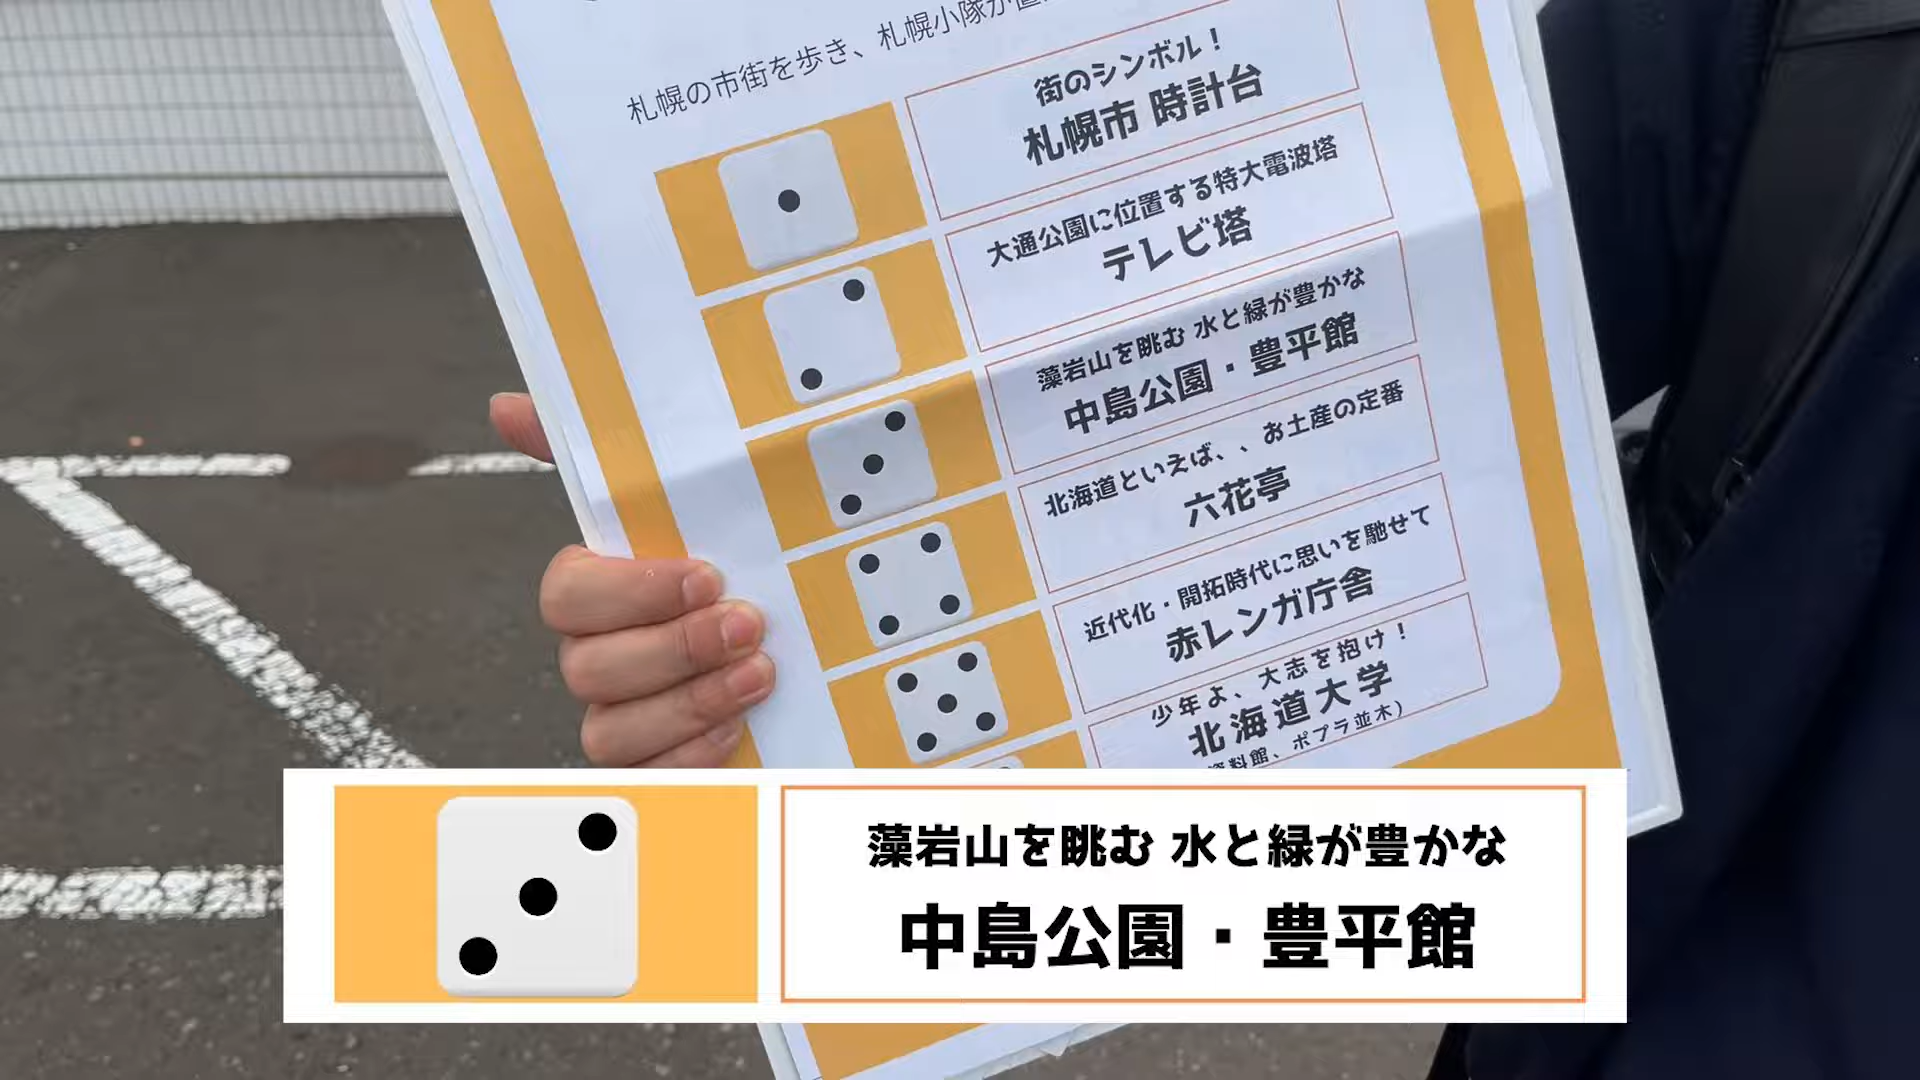 札幌の市街を歩き、札幌小隊が
街のシンボル！
札幌市 時計台
大通公園に位置する特大電波塔
テレビ塔
藻岩山を眺む 水と緑が豊かな
中島公園・豊平館
北海道といえば、、お土産の定番
六花亭
近代化・開拓時代に思いを馳せて
赤レンガ庁舎
少年よ、大志を抱け！
北海道大学
資料館、ポプラ並木)
藻岩山を眺む 水と緑が豊かな
中島公園・豊平館